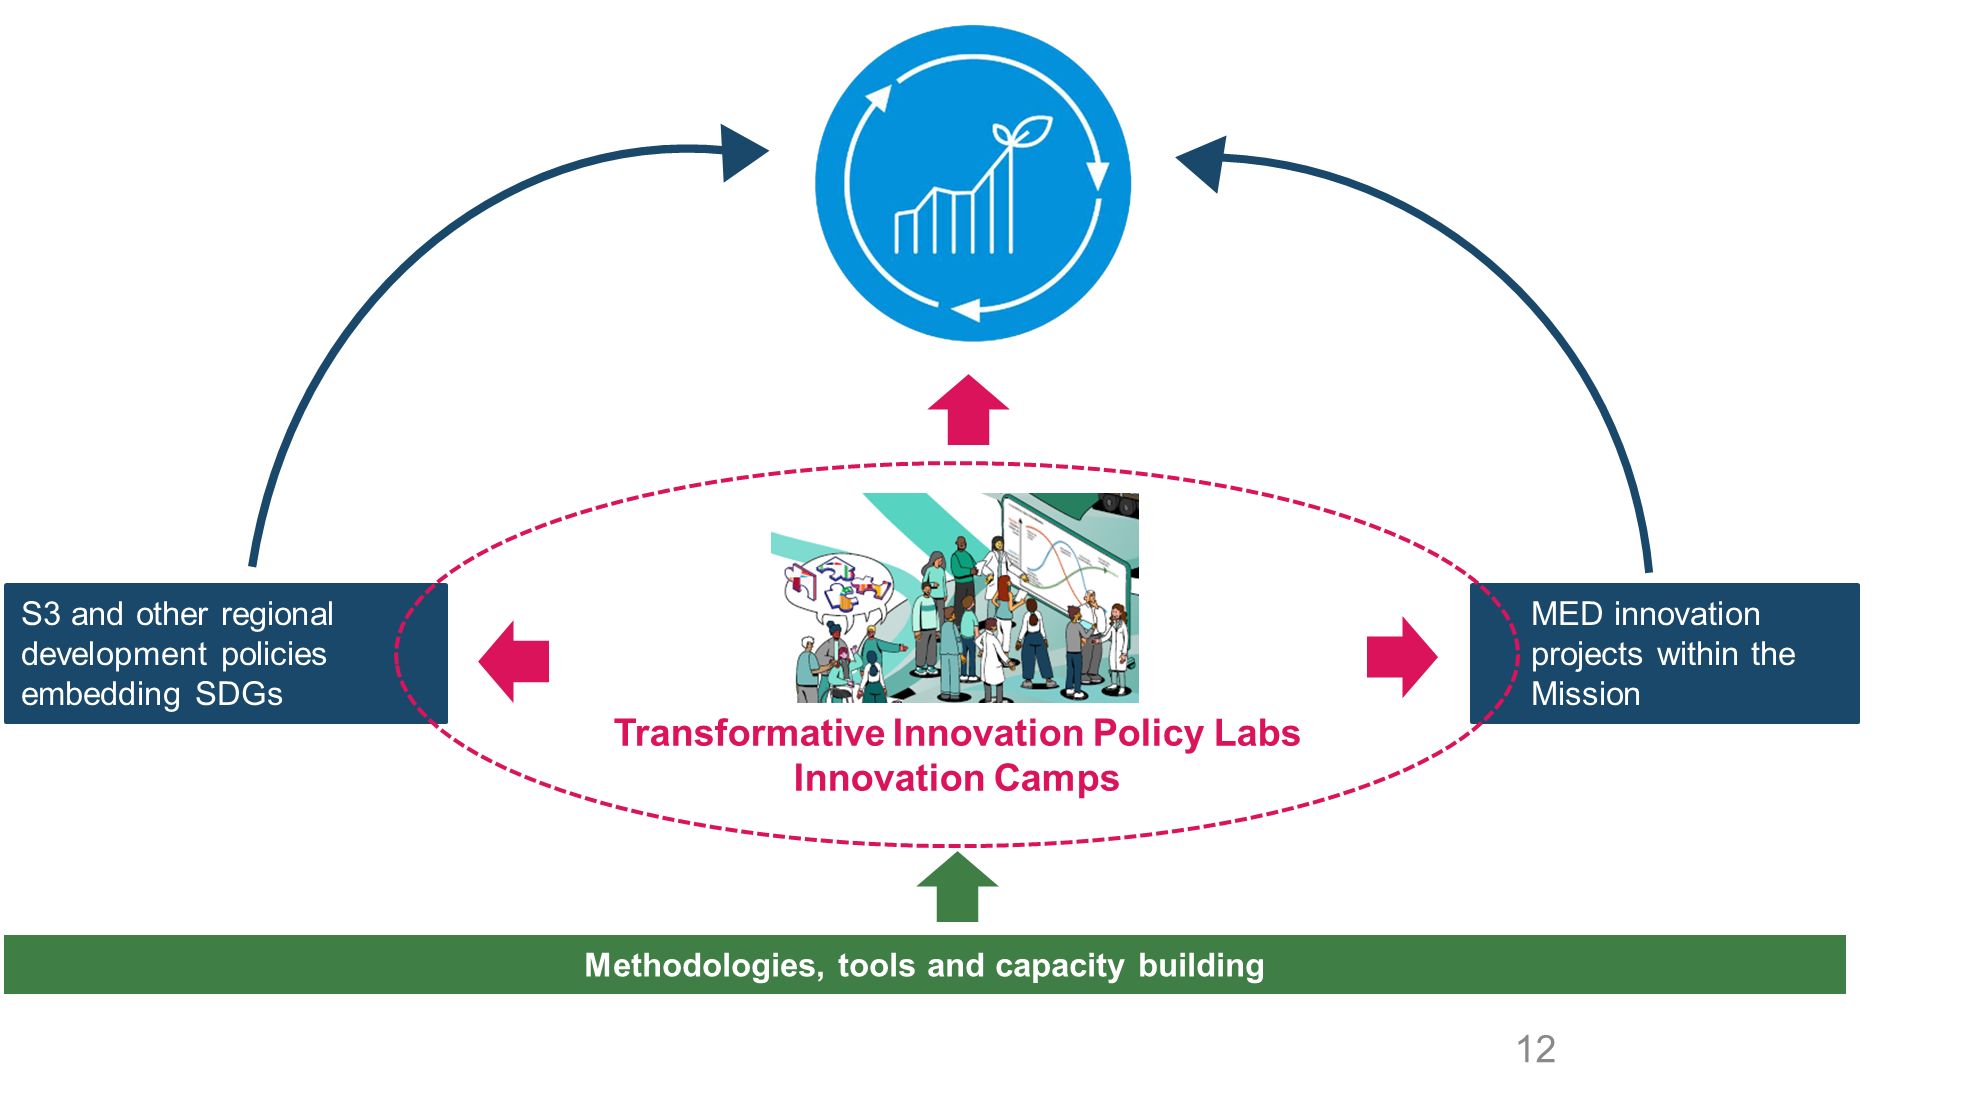 S3 and other regional
development policies
embedding SDGs
MED innovation
projects within the
Mission
Transformative Innovation Policy Labs
Innovation Camps
Methodologies, tools and capacity building
12